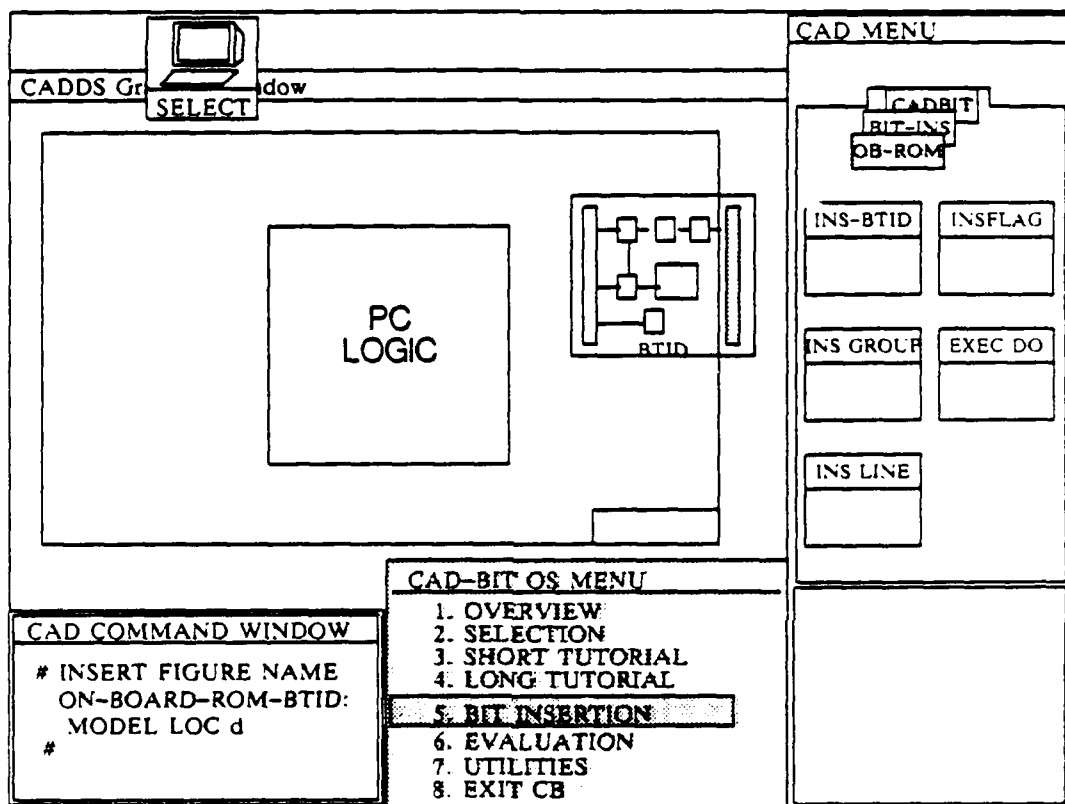 CAD MENU
SELECT
CADDS Gr
dow
CADBIT
BIT-INS
OB-ROM
INS-BTID
INSFLAG
PC
LOGIC
BTID
INS GROUP
EXEC DO
INS LINE
CAD-BIT OS MENU
1. OVERVIEW
2. SELECTION
3. SHORT TUTORIAL
4. LONG TUTORIAL
5. BIT INSERTION
6. EVALUATION
7. UTILITIES
8. EXIT CB
CAD COMMAND WINDOW
# INSERT FIGURE NAME
ON-BOARD-ROM-BTID:
MODEL LOC d
#